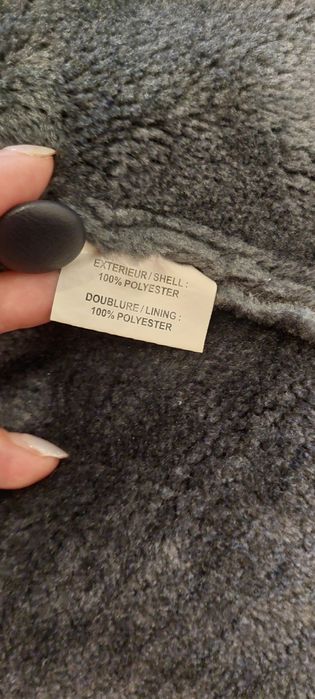 EXTERIEUR / SHELL :
100% POLYESTER
DOUBLURE / LINING :
100% POLYESTER